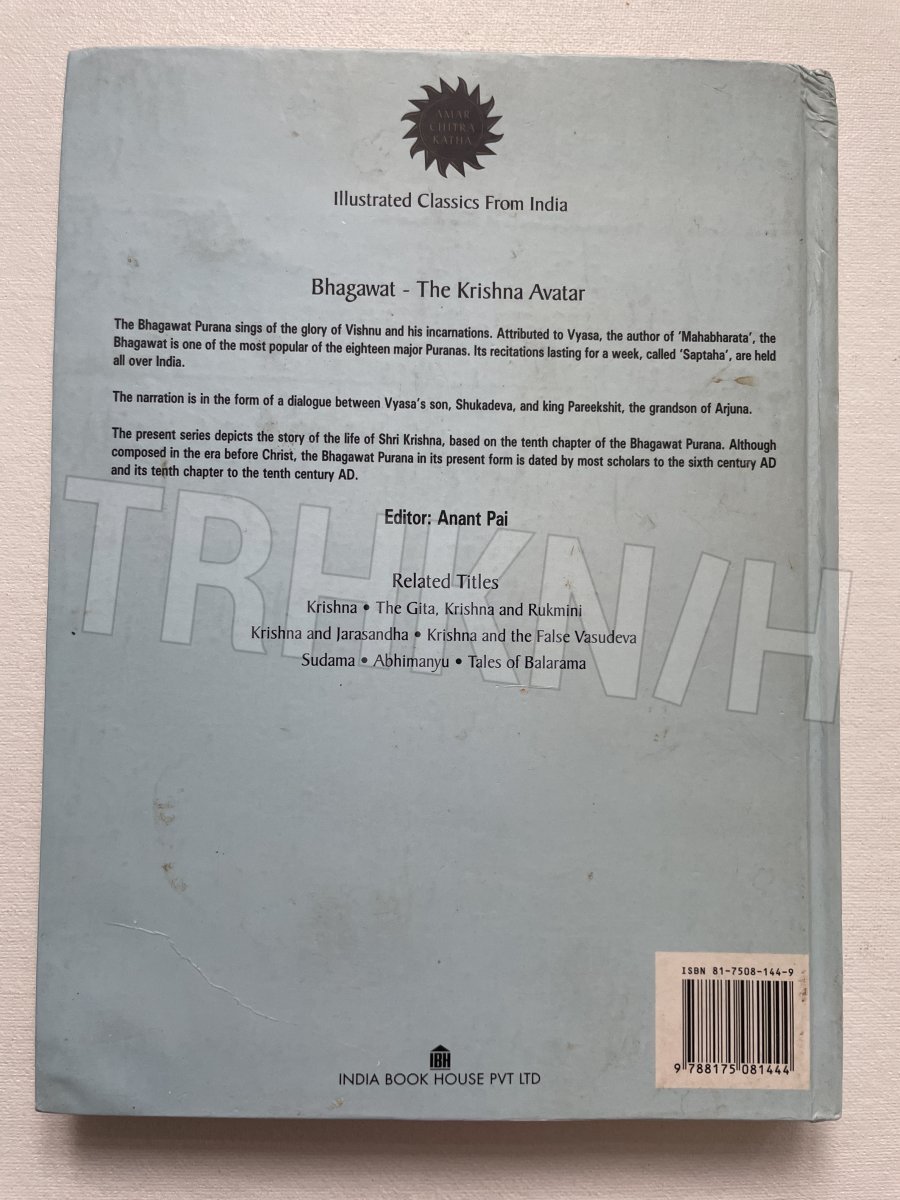 AMAR
CHITRA
KATHA
Illustrated Classics From India
Bhagawat - The Krishna Avatar
The Bhagawat Purana sings of the glory of Vishnu and his incarnations. Attributed to Vyasa, the author of 'Mahabharata', the
Bhagawat is one of the most popular of the eighteen major Puranas. Its recitations lasting for a week, called 'Saptaha', are held
all over India.
The narration is in the form of a dialogue between Vyasa's son, Shukadeva, and king Pareekshit, the grandson of Arjuna.
The present series depicts the story of the life of Shri Krishna, based on the tenth chapter of the Bhagawat Purana. Although
composed in the era before Christ, the Bhagawat Purana in its present form is dated by most scholars to the sixth century AD
and its tenth chapter to the tenth century AD.
TRHKN/H
Editor: Anant Pai
Related Titles
Krishna • The Gita, Krishna and Rukmini
Krishna and Jarasandha • Krishna and the False Vasudeva
Sudama • Abhimanyu • Tales of Balarama
ISBN 81-7508-144-9
9 788175 081444
IBH
INDIA BOOK HOUSE PVT LTD